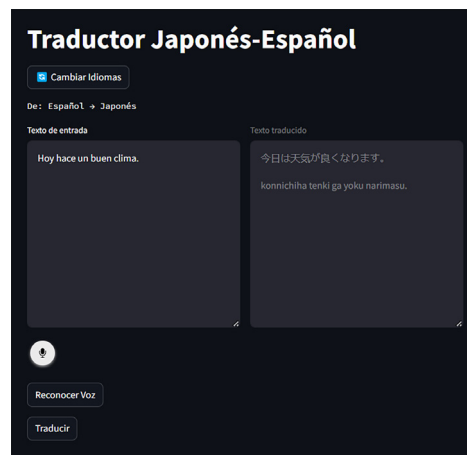 Traductor Japonés-Español
Cambiar Idiomas
De: Español → Japonés
Texto de entrada
Texto traducido
Hoy hace un buen clima.
今日は天気が良くなります。
konnichiha tenki ga yoku narimasu.
Reconocer Voz
Traducir